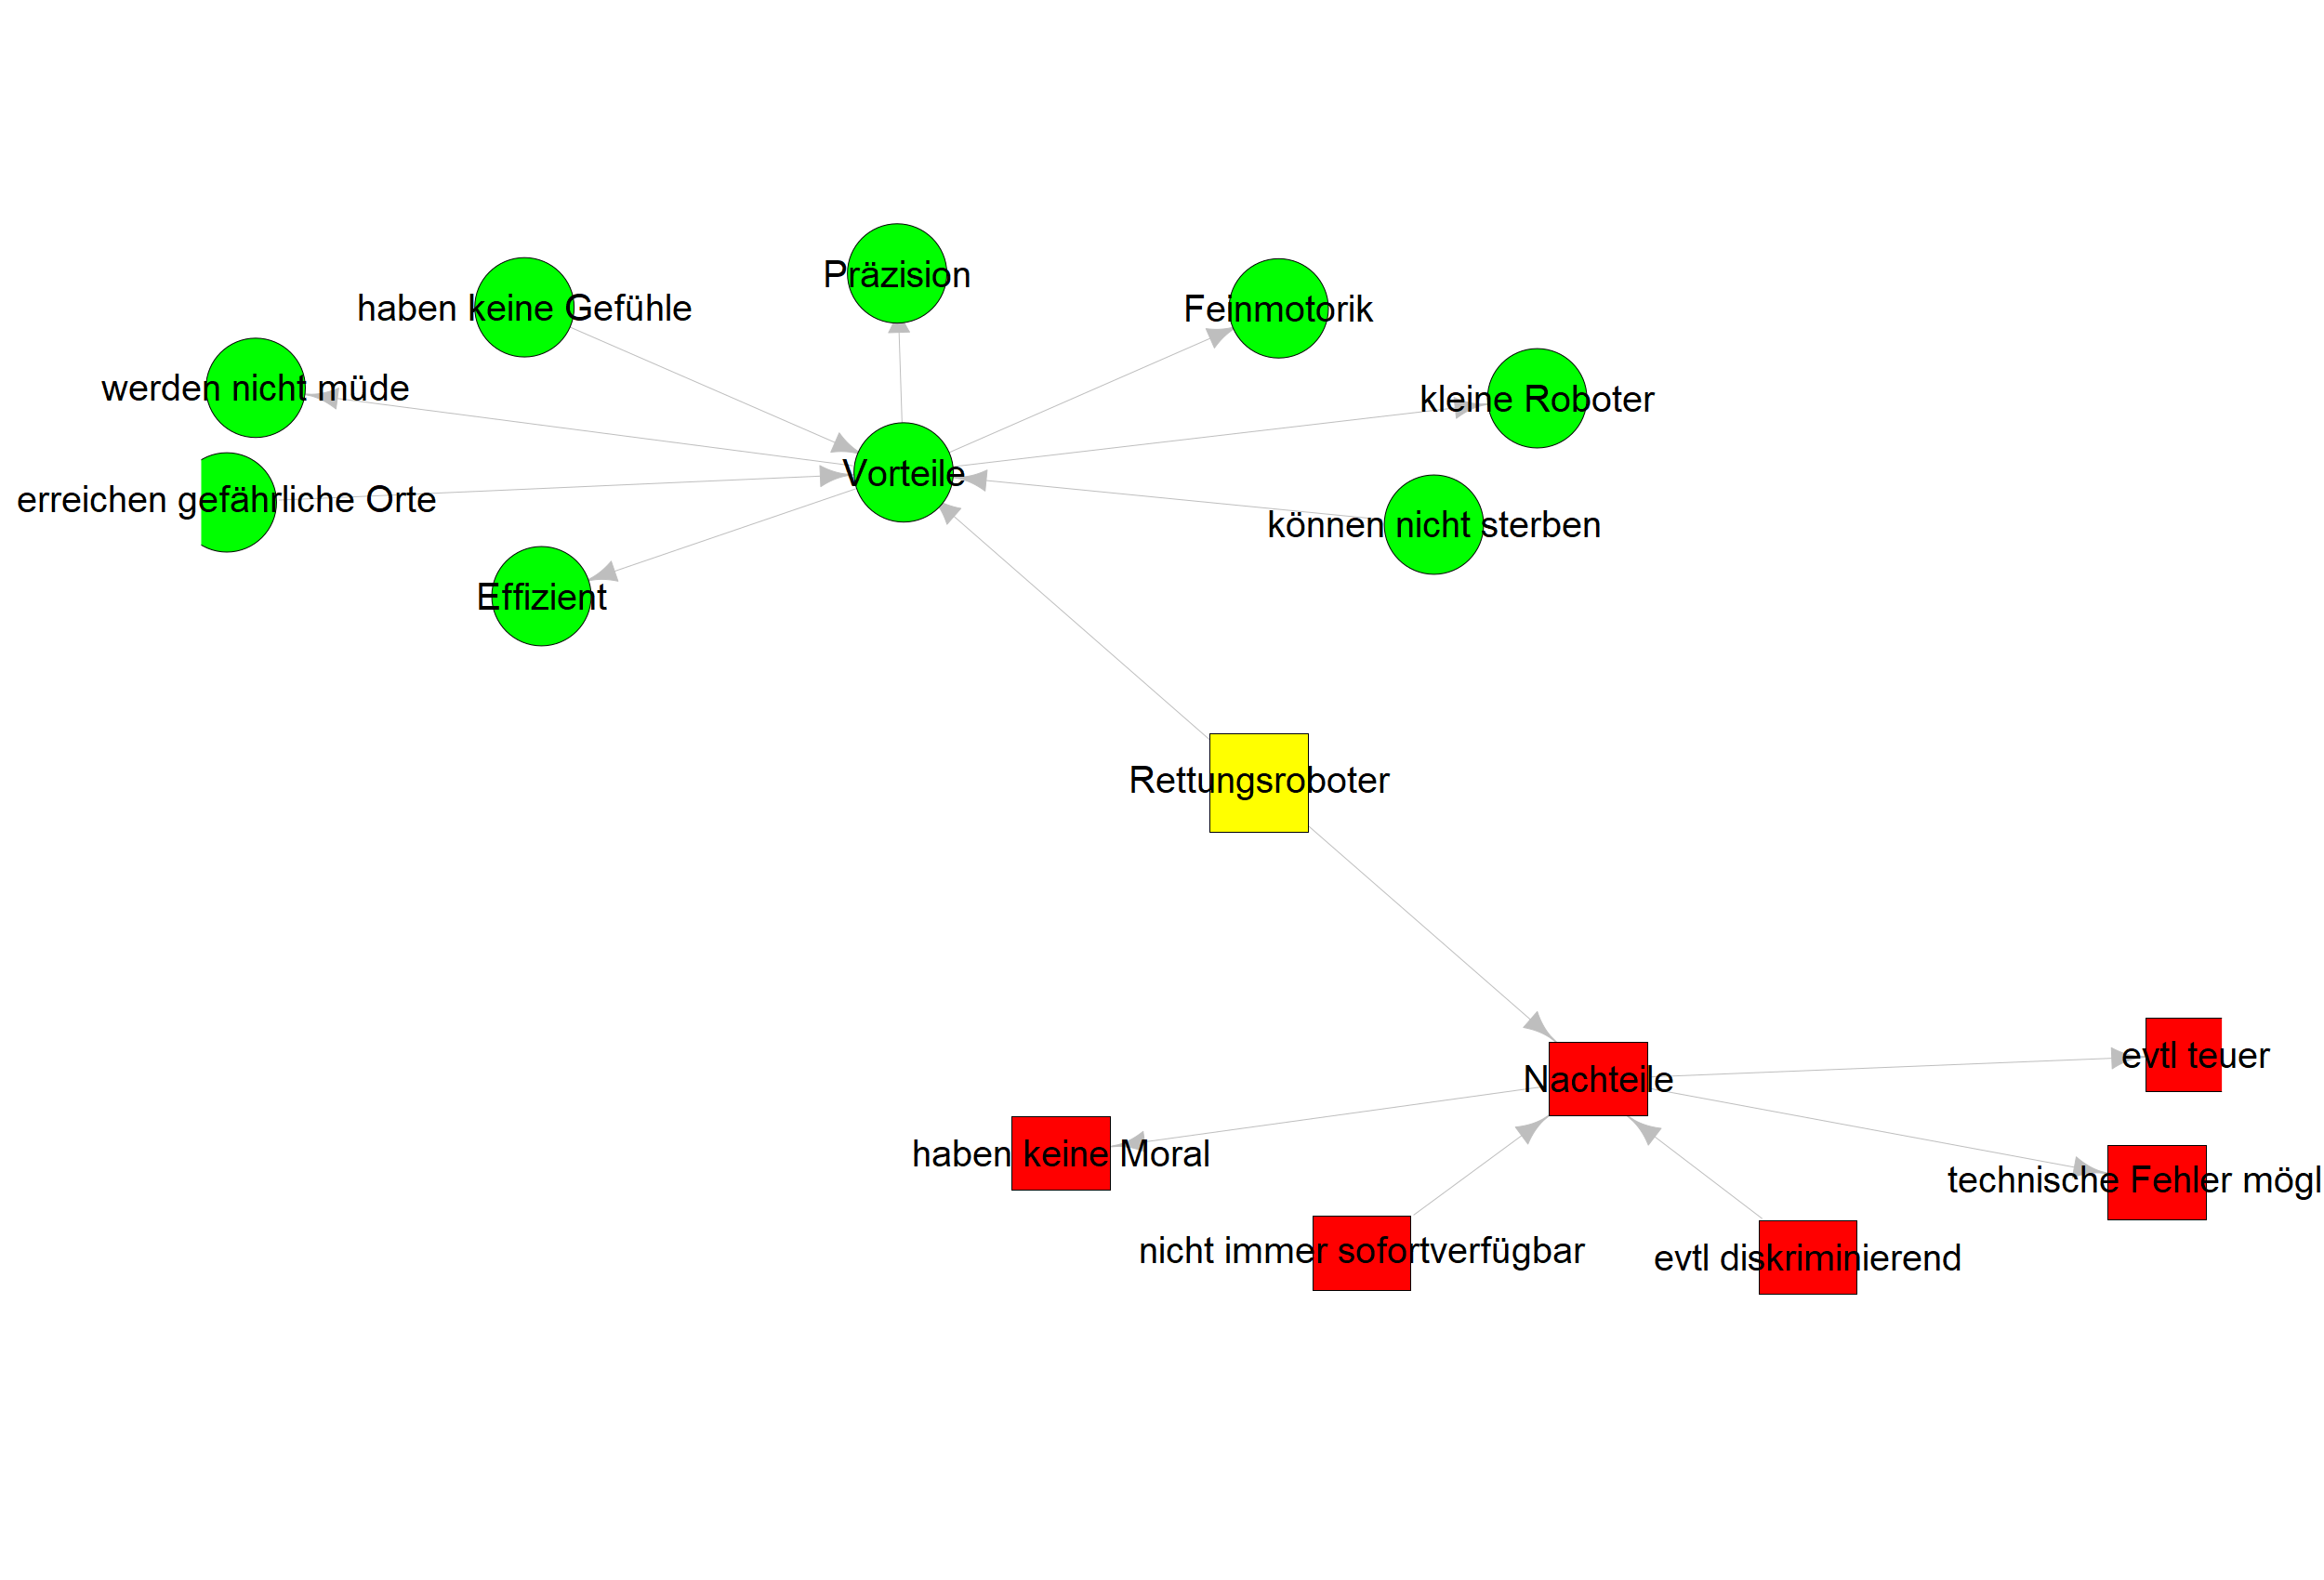 Präzision
haben keine Gefühle
Feinmotorik
werden nicht müde
kleine Roboter
Vorteile
erreichen gefährliche Orte
können nicht sterben
Effizient
Rettungsroboter
evtl teuer
Nachteile
haben keine Moral
technische Fehler mögl
nicht immer sofortverfügbar
evtl diskriminierend